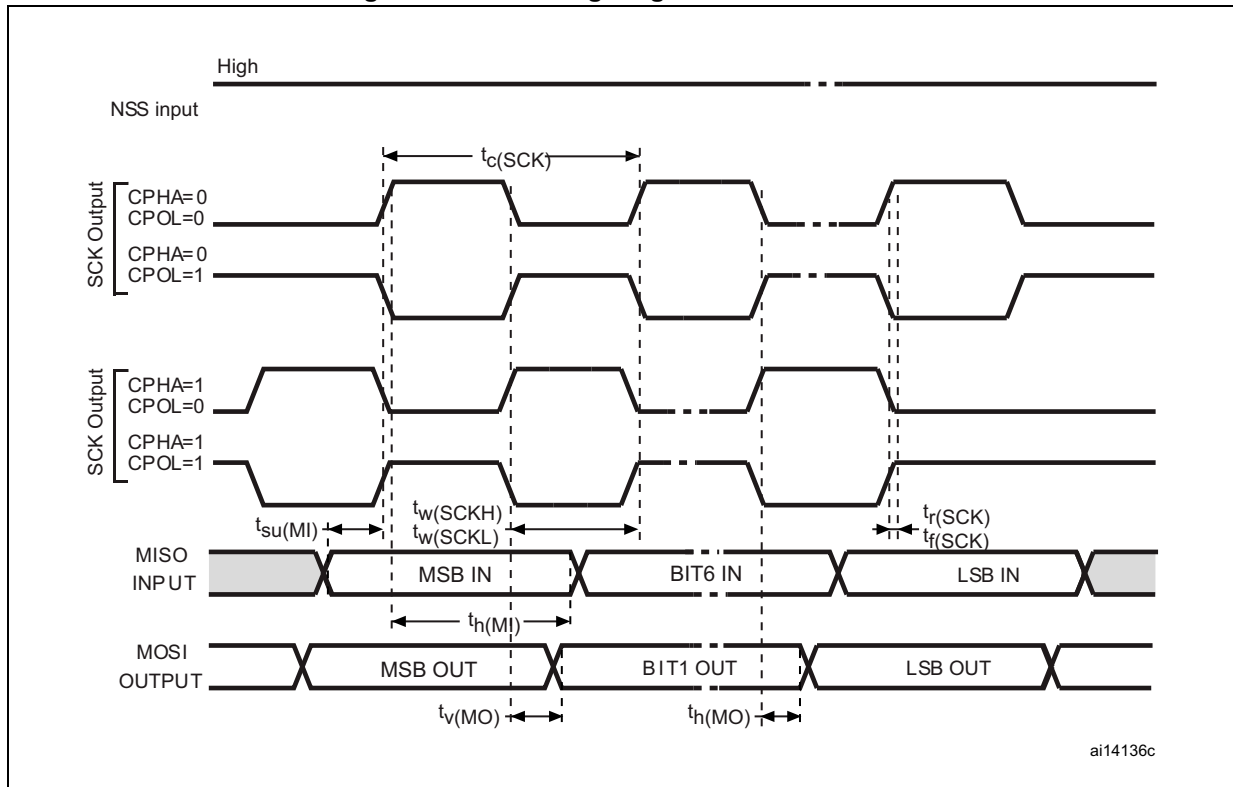 High
NSS input
tc(SCK)
SCK Output
CPHA=0
CPOL=0
CPHA=0
CPOL=1
SCK Output
CPHA=1
CPOL=0
CPHA=1
CPOL=1
tsu(MI)
tw(SCKH)
tw(SCKL)
tr(SCK)
tf(SCK)
MISO
INPUT
MSB IN
BIT6 IN
LSB IN
th(MI)
MOSI
OUTPUT
MSB OUT
BIT1 OUT
LSB OUT
tv(MO)
th(MO)
ai14136c